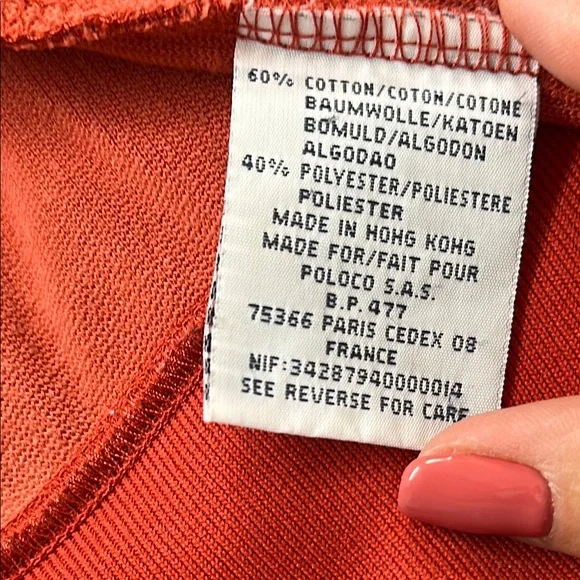 60% COTTON/COTON/COTONE
BAUMWOLLE/KATOEN
BOMULD/ALGODON
ALGODAO
40% POLYESTER/POLIESTERE
POLIESTER
MADE IN HONG KONG
MADE FOR/FAIT POUR
POLOCO S.A.S.
B.P. 477
75366 PARIS CEDEX 08
FRANCE
NIF:34287940000014
SEE REVERSE FOR CARE